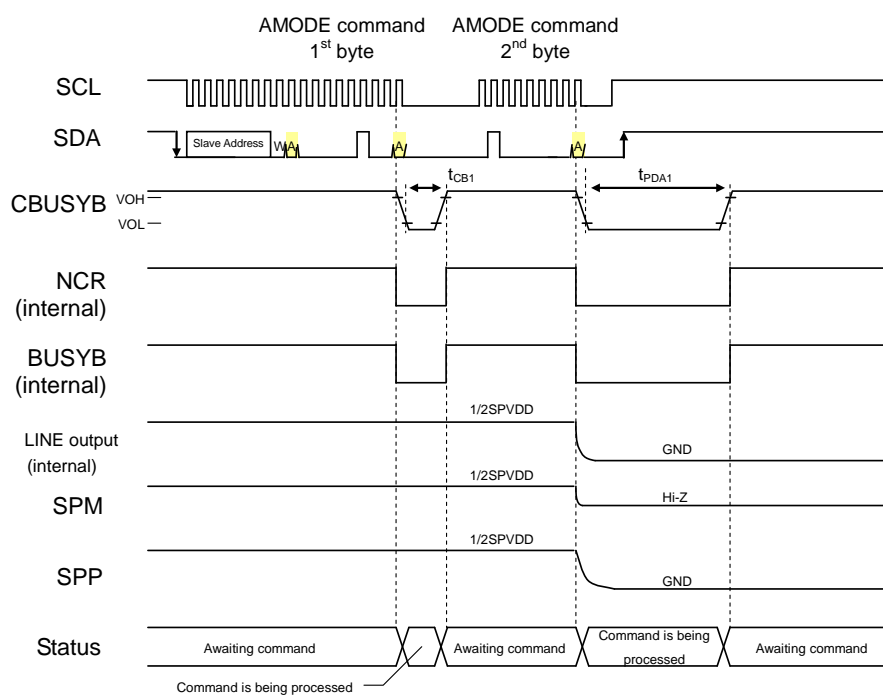 AMODE command
1st byte
AMODE command
2nd byte
SCL
SDA
Slave Address
W
A
A
A
CBUSYB
VOH
VOL
tCB1
tPDA1
NCR
(internal)
BUSYB
(internal)
LINE output
(internal)
1/2SPVDD
GND
SPM
1/2SPVDD
Hi-Z
SPP
1/2SPVDD
GND
Status
Awaiting command
Awaiting command
Command is being
processed
Awaiting command
Command is being processed